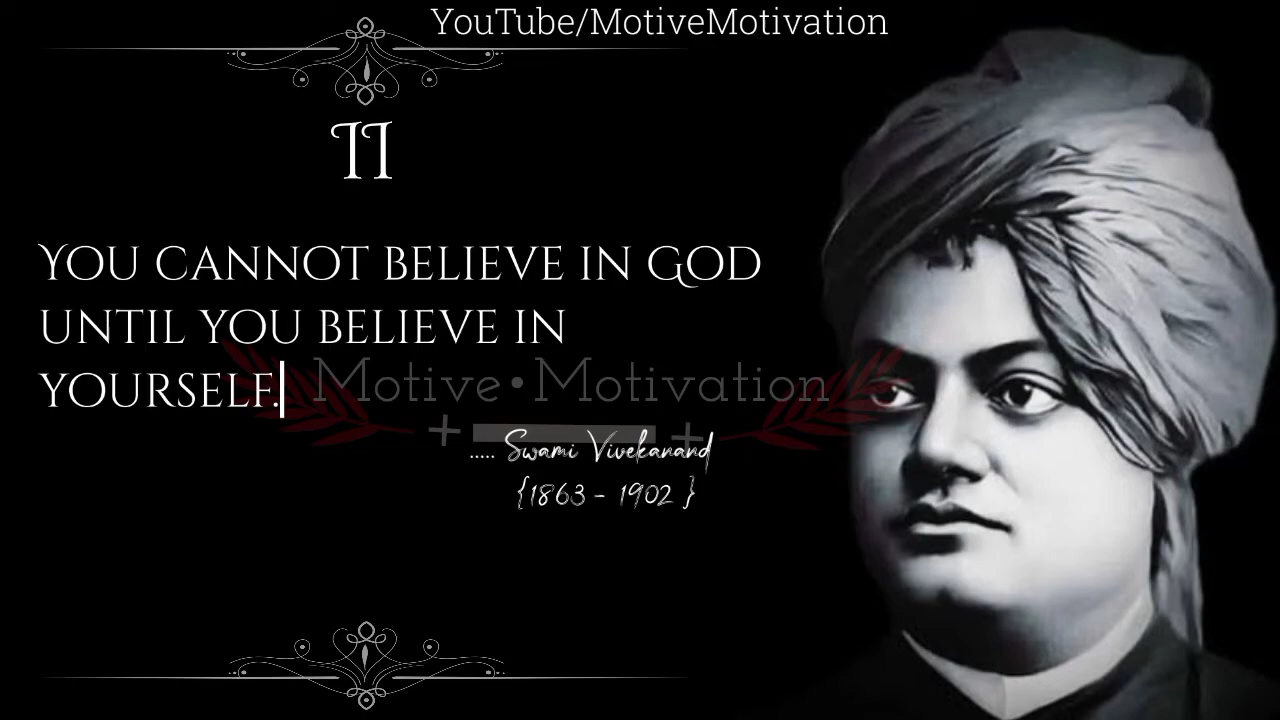 YouTube/MotiveMotivation
II
YOU CANNOT BELIEVE IN GOD
UNTIL YOU BELIEVE IN
YOURSELF.
Motive•Motivation
..... Swami Vivekanand
{1863 - 1902 }